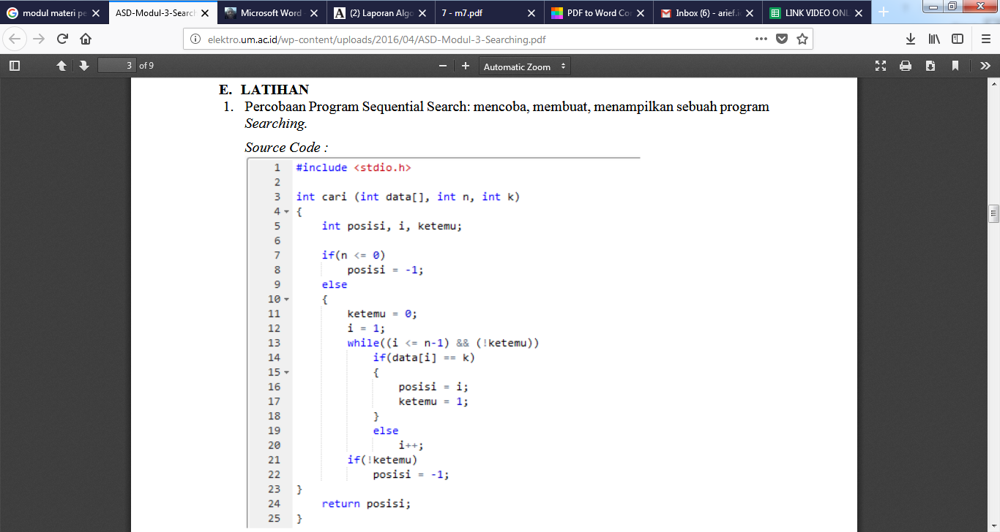 modul materi pe
ASD-Modul-3-Search
Microsoft Word -
(2) Laporan Algo
7 - m7.pdf
PDF to Word Con
Inbox (6) - arief.i
LINK VIDEO ONL
elektro.um.ac.id/wp-content/uploads/2016/04/ASD-Modul-3-Searching.pdf
3 of 9
Automatic Zoom
E. LATIHAN
1. Percobaan Program Sequential Search: mencoba, membuat, menampilkan sebuah program
Searching.
Source Code :
1 #include <stdio.h>
2
3 int cari (int data[], int n, int k)
4 {
5 int posisi, i, ketemu;
6
7 if(n <= 0)
8 posisi = -1;
9 else
10 {
11 ketemu = 0;
12 i = 1;
13 while((i <= n-1) && (!ketemu))
14 if(data[i] == k)
15 {
16 posisi = i;
17 ketemu = 1;
18 }
19 else
20 i++;
21 if(!ketemu)
22 posisi = -1;
23 }
24 return posisi;
25 }